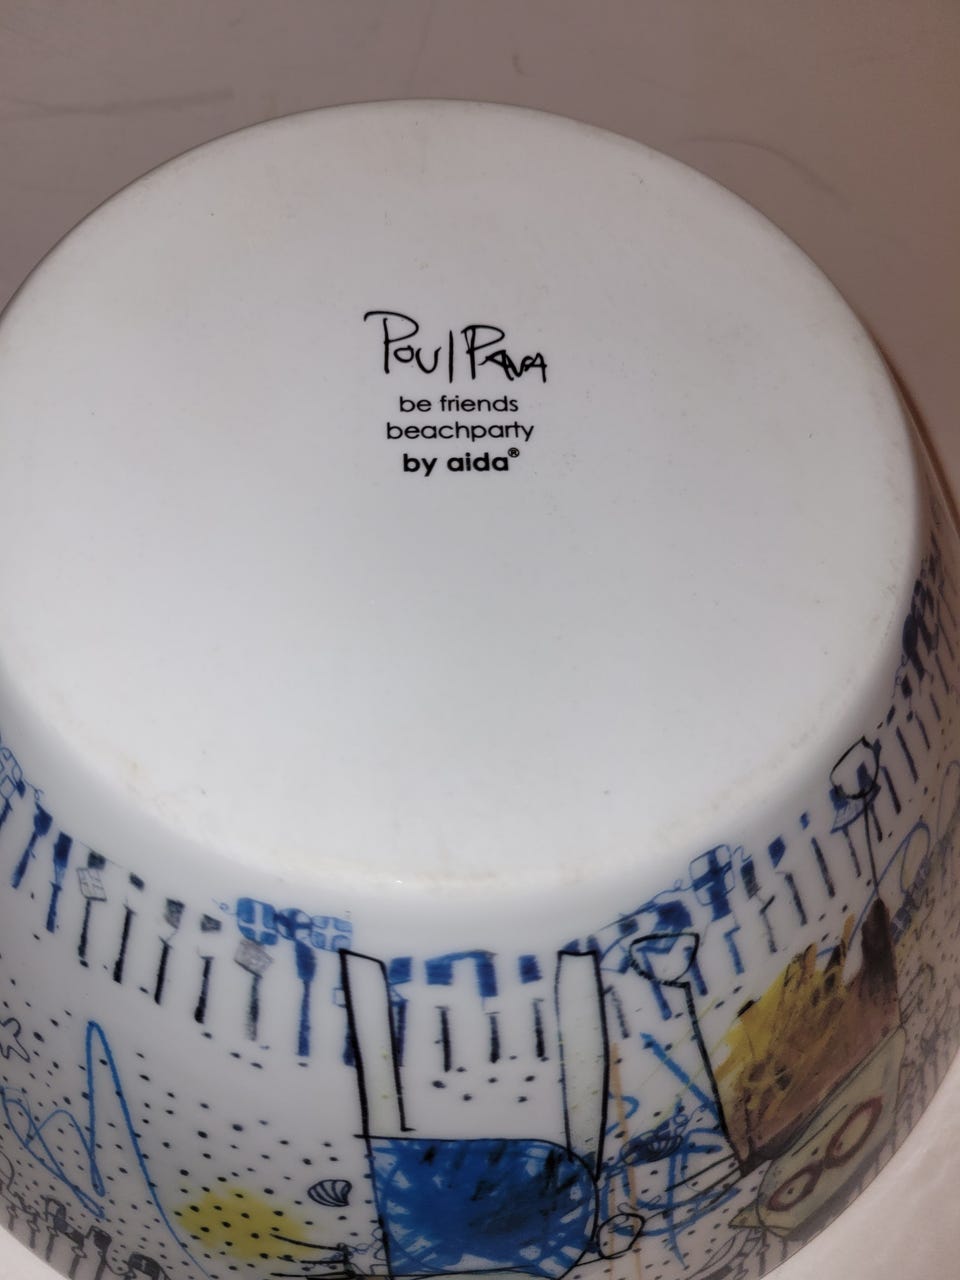 Poul Pava
be friends
beachparty
by aida®